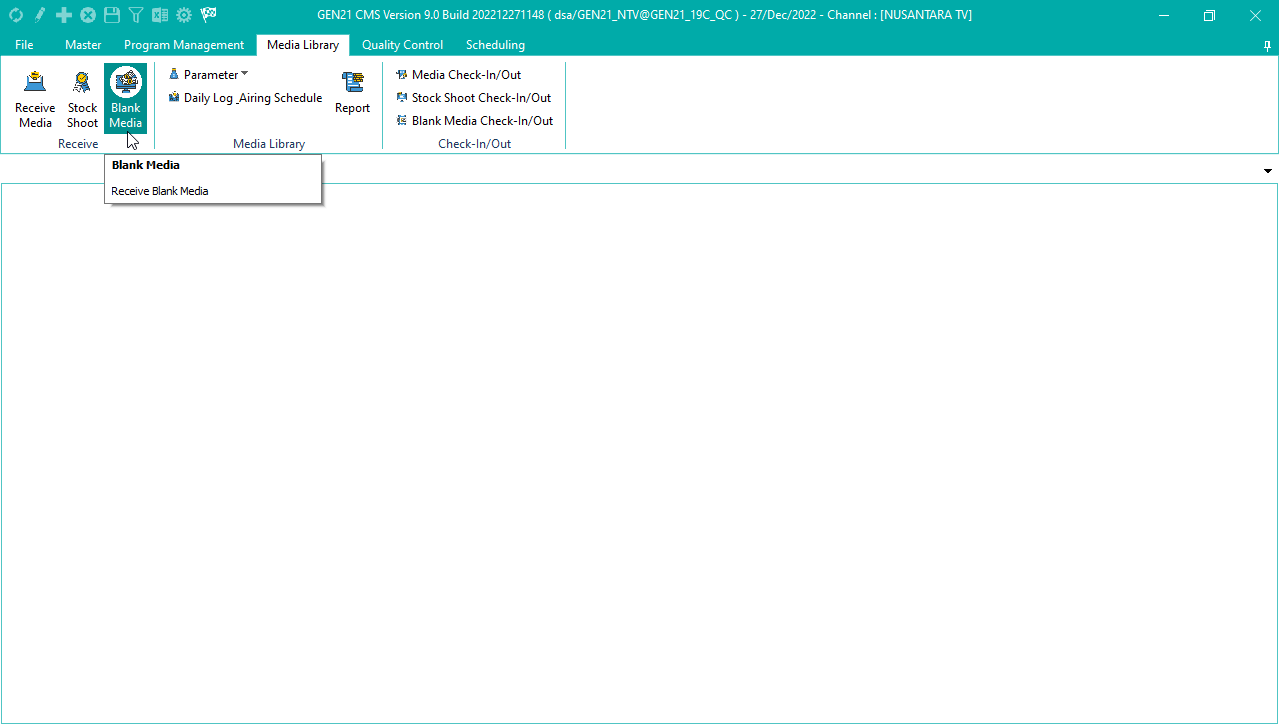 GEN21 CMS Version 9.0 Build 202212271148 ( dsa/GEN21_NTV@GEN21_19C_QC ) - 27/Dec/2022 - Channel : [NUSANTARA TV]
File Master Program Management Media Library Quality Control Scheduling
Receive
Media
Stock
Shoot
Blank
Media
Receive
Parameter
Daily Log _Airing Schedule
Report
Media Library
Media Check-In/Out
Stock Shoot Check-In/Out
Blank Media Check-In/Out
Check-In/Out
Blank Media
Receive Blank Media